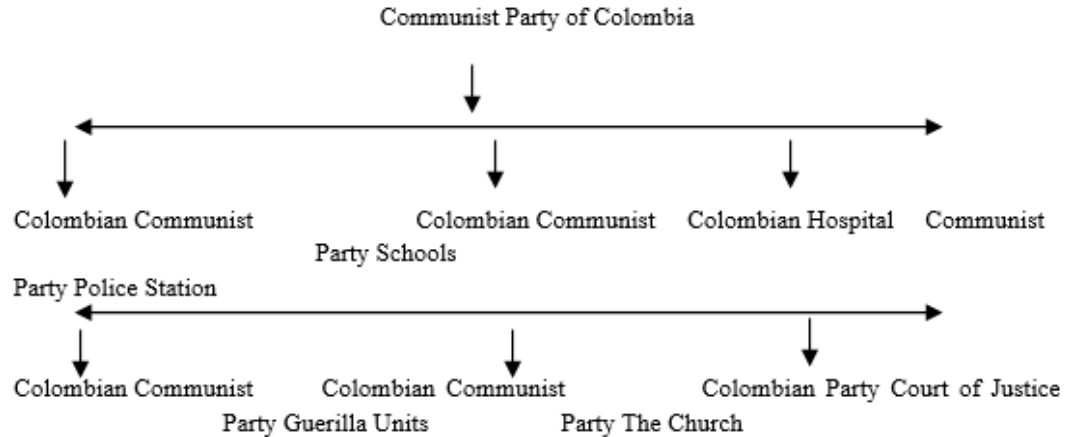 Communist Party of Colombia
Colombian Communist Colombian Communist Colombian Hospital Communist
Party Schools
Party Police Station
Colombian Communist Colombian Communist Colombian Party Court of Justice
Party Guerilla Units Party The Church